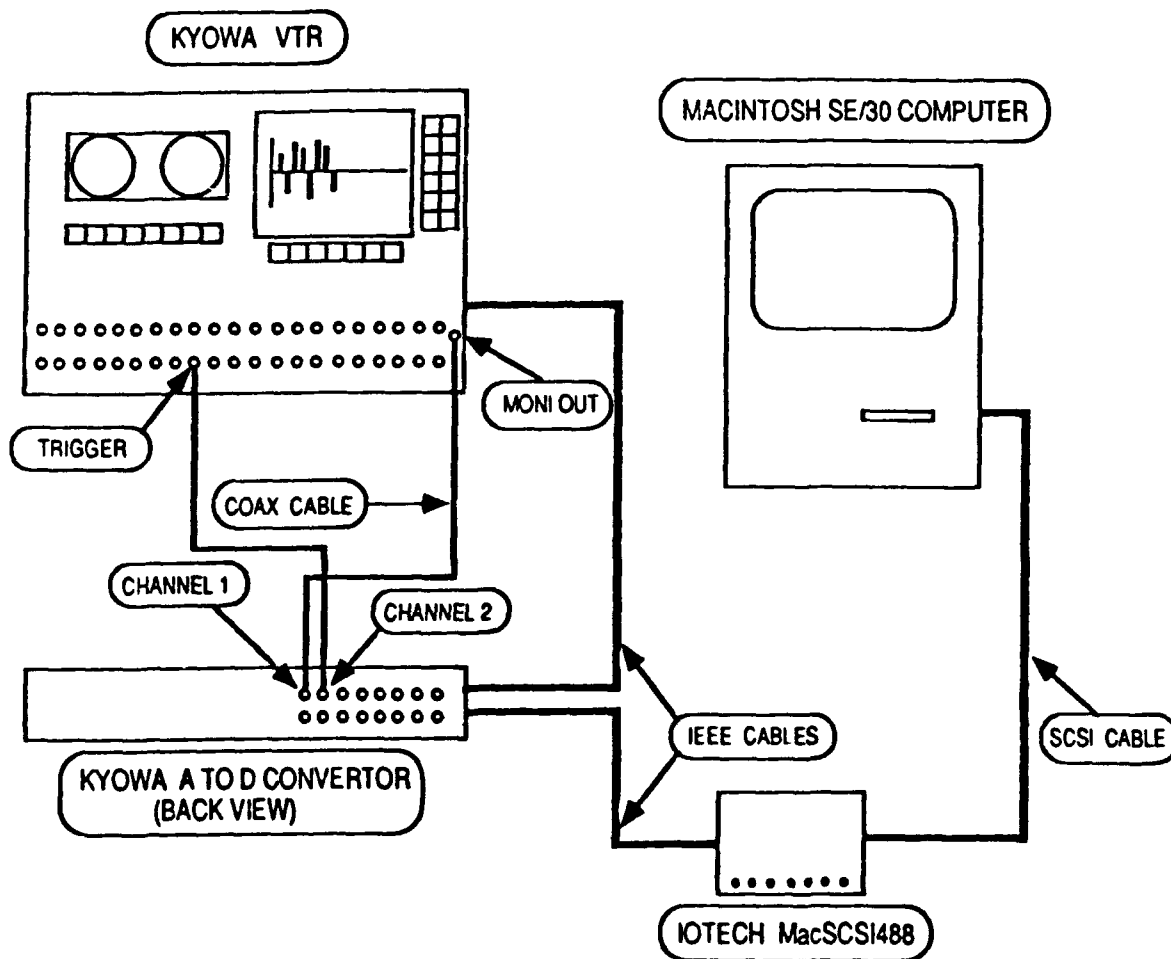 KYOWA VTR
MACINTOSH SE/30 COMPUTER
MONI OUT
TRIGGER
COAX CABLE
CHANNEL 1
CHANNEL 2
IEEE CABLES
SCSI CABLE
KYOWA A TO D CONVERTOR
(BACK VIEW)
IOTECH MacSCSI488